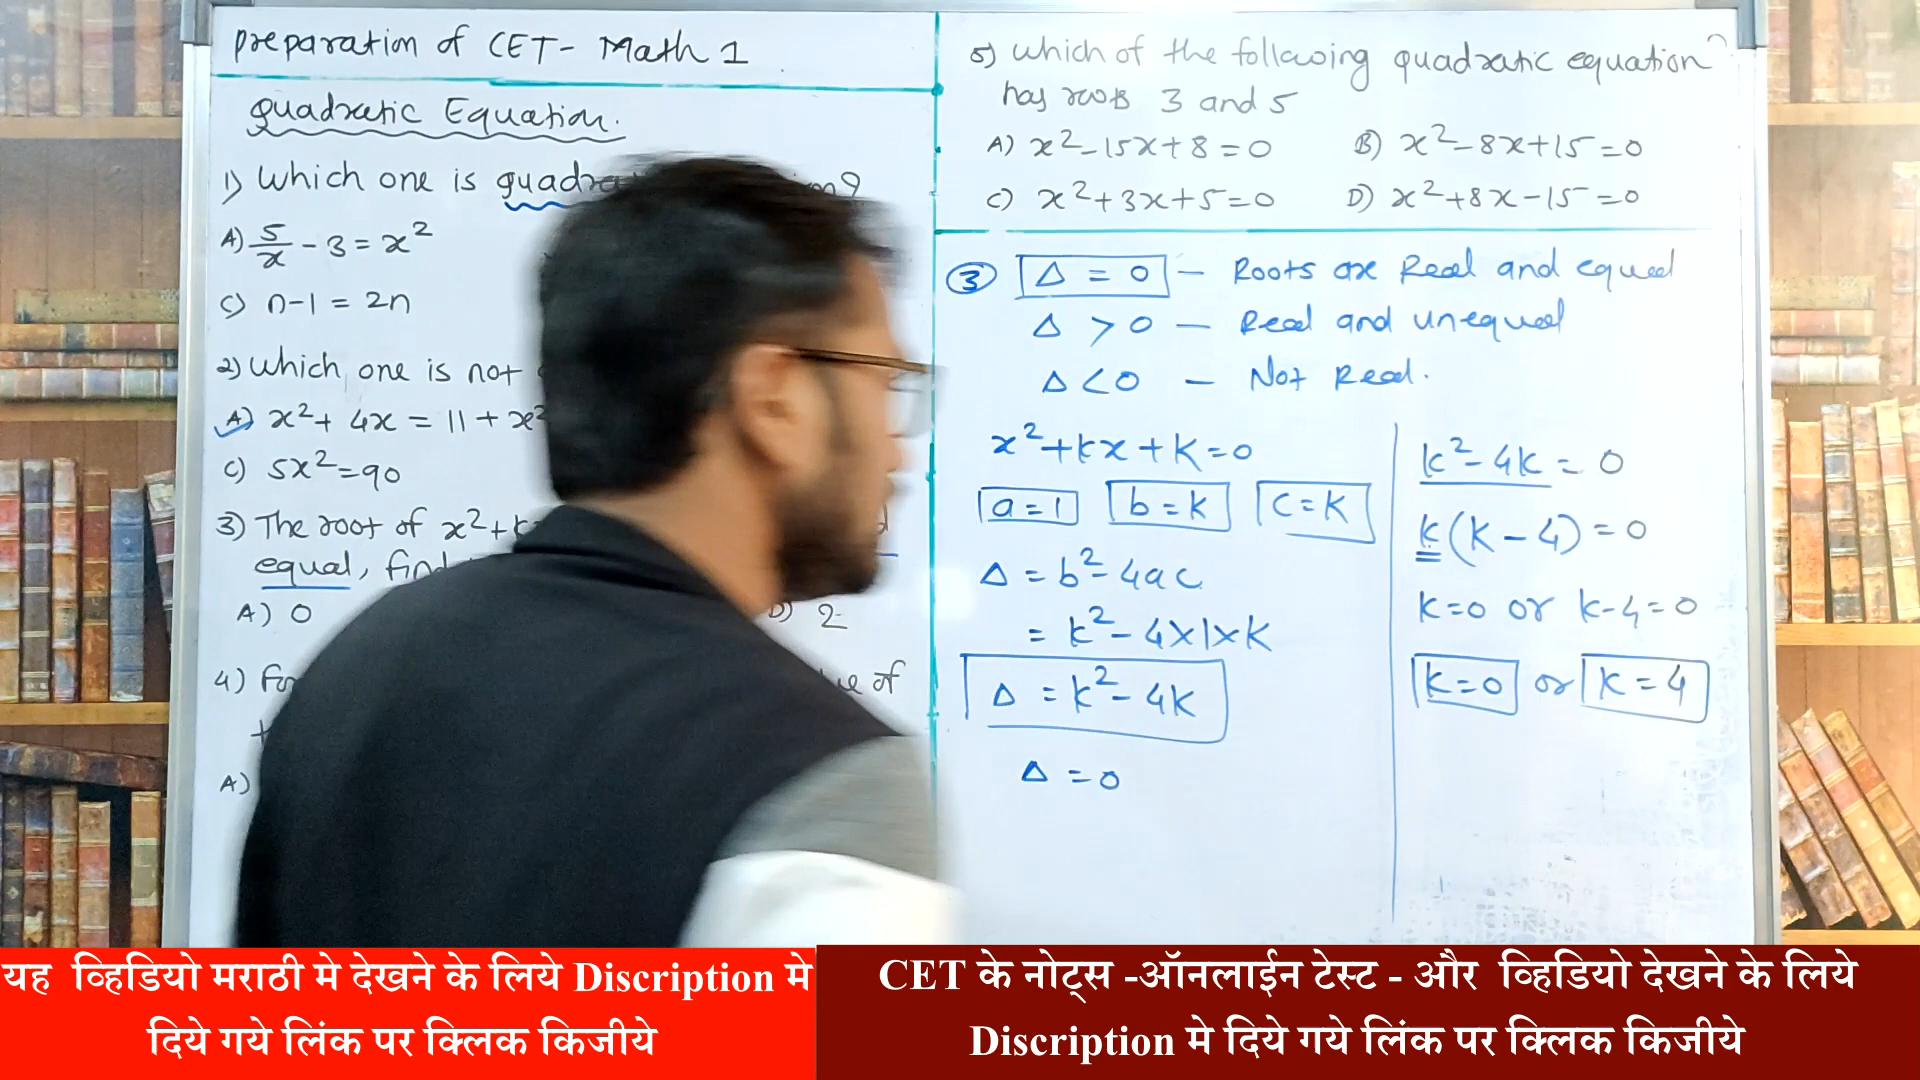 preparation of CET - Math 1
Quadratic Equation.
1) Which one is
A) 5/x - 3 = x²
C) n-1 = 2n
2) Which one is not
A) x² + 4x = 11 + x²
C) 5x² = 90
3) The root of x² + k
equal, find
A) 0 D) 2
4) For of
A)
5) Which of the following quadratic equation
has roots 3 and 5
A) x² - 15x + 8 = 0 B) x² - 8x + 15 = 0
C) x² + 3x + 5 = 0 D) x² + 8x - 15 = 0
③ Δ = 0 — Roots are Real and equal
Δ > 0 — Real and unequal
Δ < 0 — Not Real.
x² + kx + k = 0
a = 1 b = k c = k
Δ = b² - 4ac
= k² - 4 × 1 × k
Δ = k² - 4k
Δ = 0
k² - 4k = 0
k(k - 4) = 0
k = 0 or k - 4 = 0
k = 0 or k = 4
यह व्हिडियो मराठी मे देखने के लिये Discription मे
दिये गये लिंक पर क्लिक किजीये
CET के नोट्स -ऑनलाईन टेस्ट - और व्हिडियो देखने के लिये
Discription मे दिये गये लिंक पर क्लिक किजीये